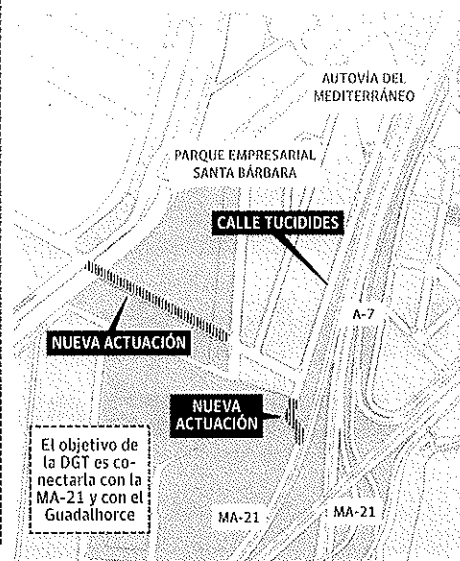 AUTOVÍA DEL
MEDITERRÁNEO
PARQUE EMPRESARIAL
SANTA BÁRBARA
CALLE TUCIDIDES
A-7
NUEVA ACTUACIÓN
NUEVA
ACTUACIÓN
El objetivo de
la DGT es co-
nectarla con la
MA-21 y con el
Guadalhorce
MA-21
MA-21